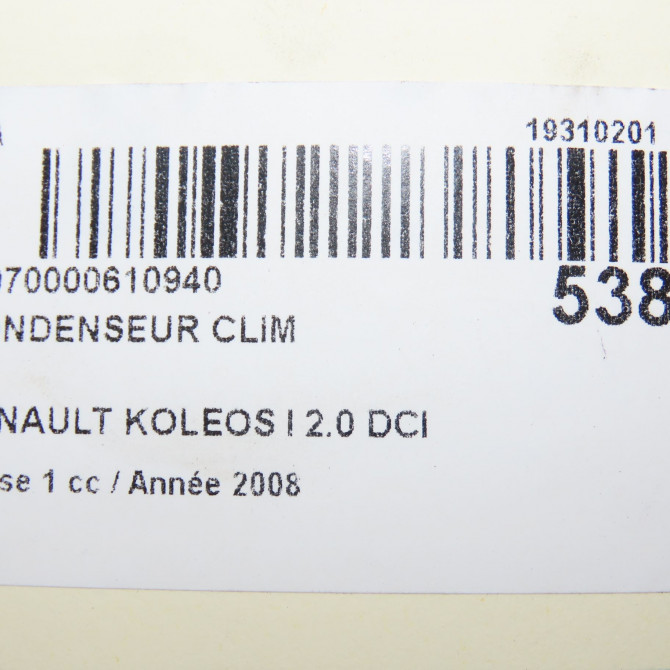 19310201
070000610940
538
NDENSEUR CLIM
NAULT KOLEOS I 2.0 DCI
se 1 cc / Année 2008